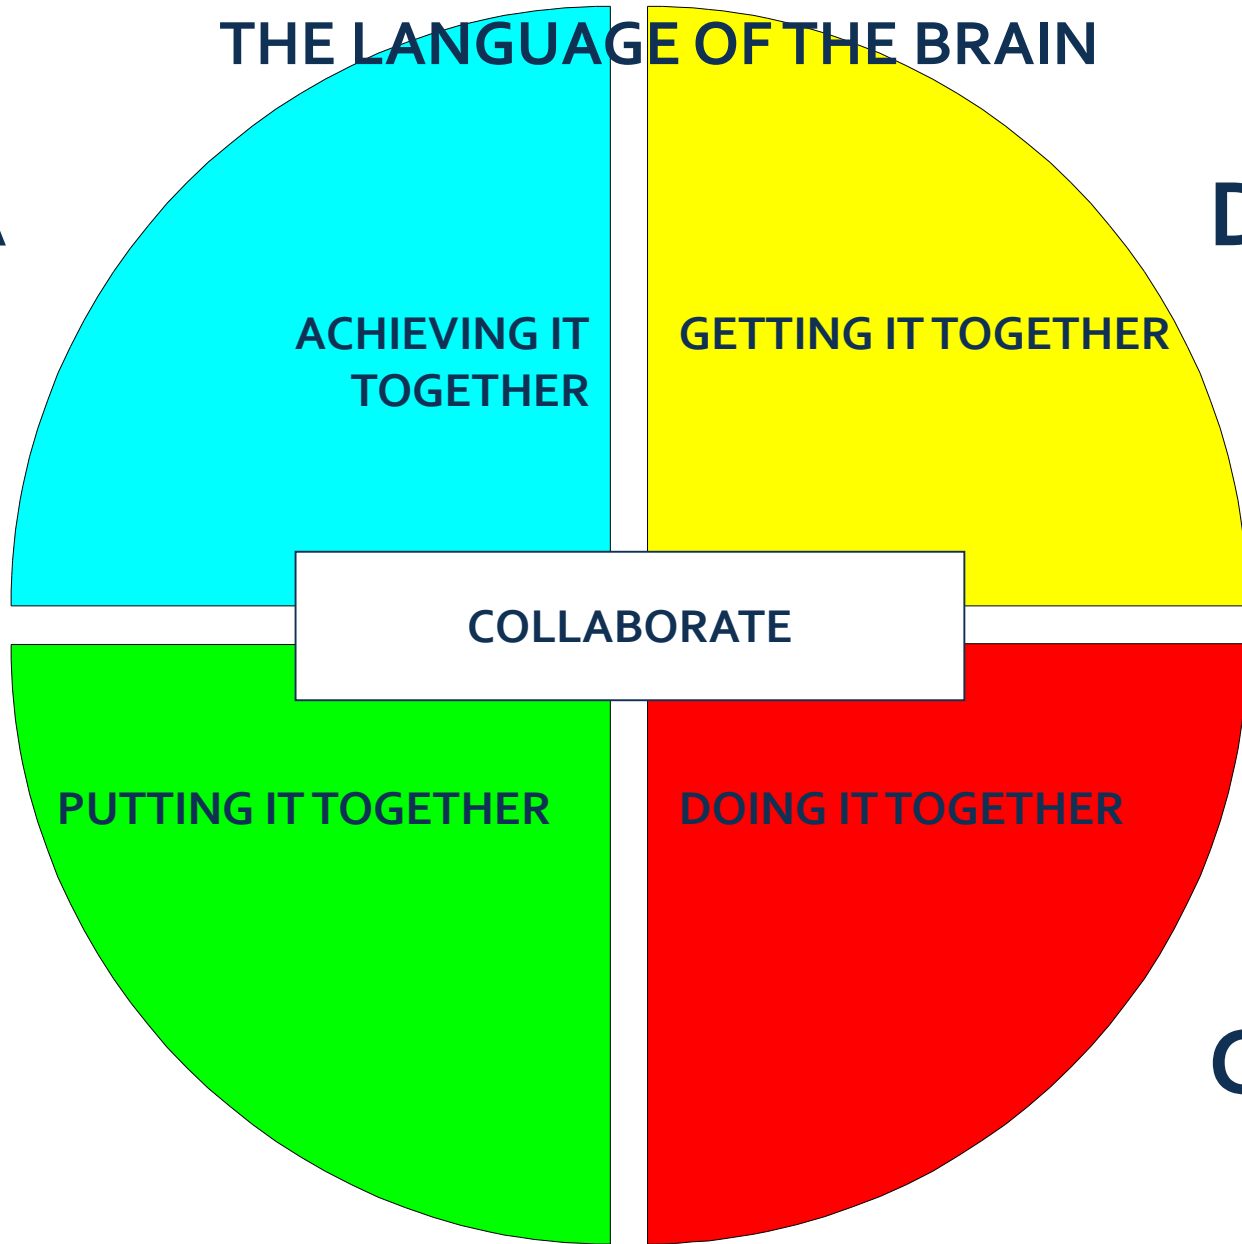 THE LANGUAGE OF THE BRAIN
D
ACHIEVING IT
TOGETHER
GETTING IT TOGETHER
COLLABORATE
PUTTING IT TOGETHER
DOING IT TOGETHER